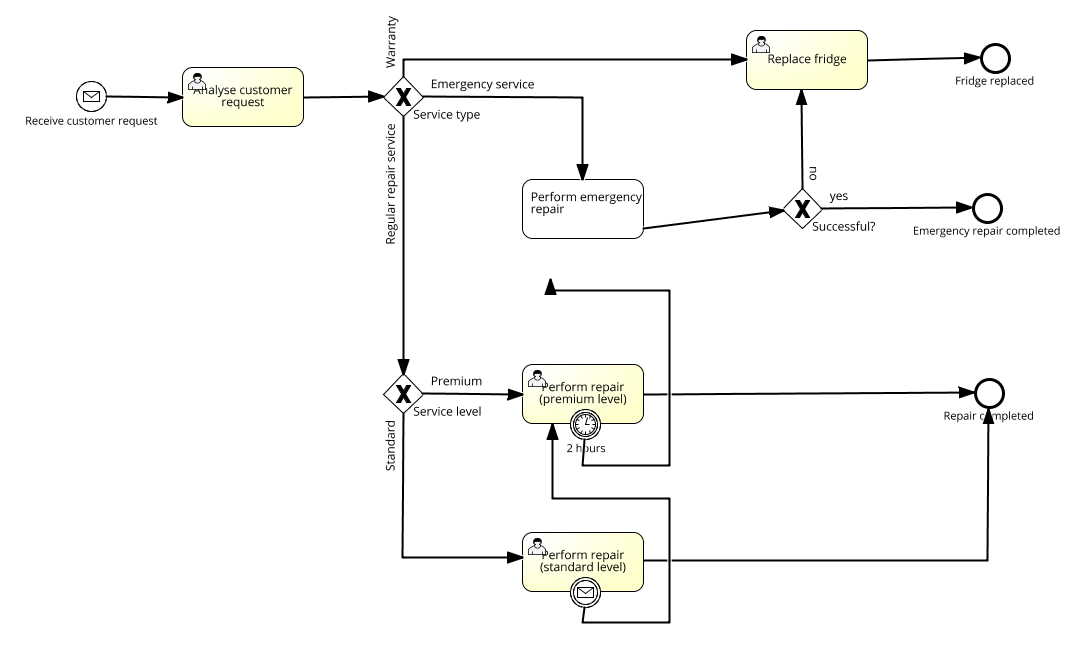 Receive customer request
Analyse customer
request
Warranty
Emergency service
Service type
Regular repair service
Replace fridge
Fridge replaced
Perform emergency
repair
no
yes
Successful?
Emergency repair completed
Premium
Service level
Standard
Perform repair
(premium level)
2 hours
Repair completed
Perform repair
(standard level)